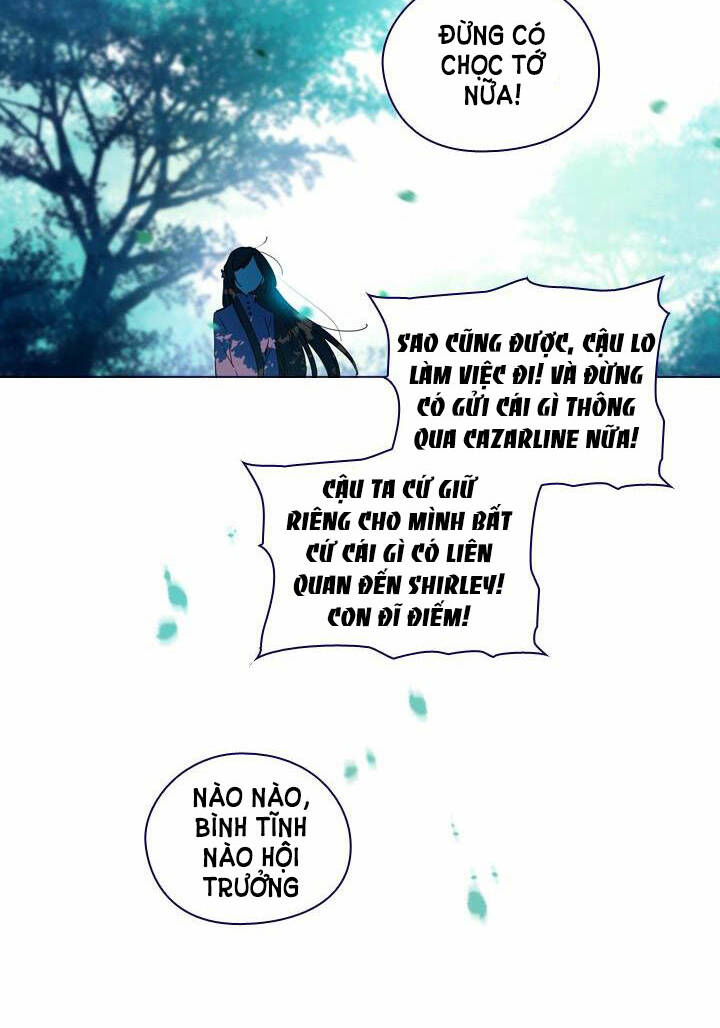 ĐỪNG CÓ
CHỌC TỚ
NỮA!
SAO CŨNG ĐƯỢC, CẬU LO
LÀM VIỆC ĐI! VÀ ĐỪNG
CÓ GỬI CÁI GÌ THÔNG
QUA CAZARLINE NỮA!
CẬU TA CỨ GIỮ
RIÊNG CHO MÌNH BẤT
CỨ CÁI GÌ CÓ LIÊN
QUAN ĐẾN SHIRLEY!
CON ĐĨ ĐIẾM!
NÀO NÀO,
BÌNH TĨNH
NÀO HỘI
TRƯỞNG